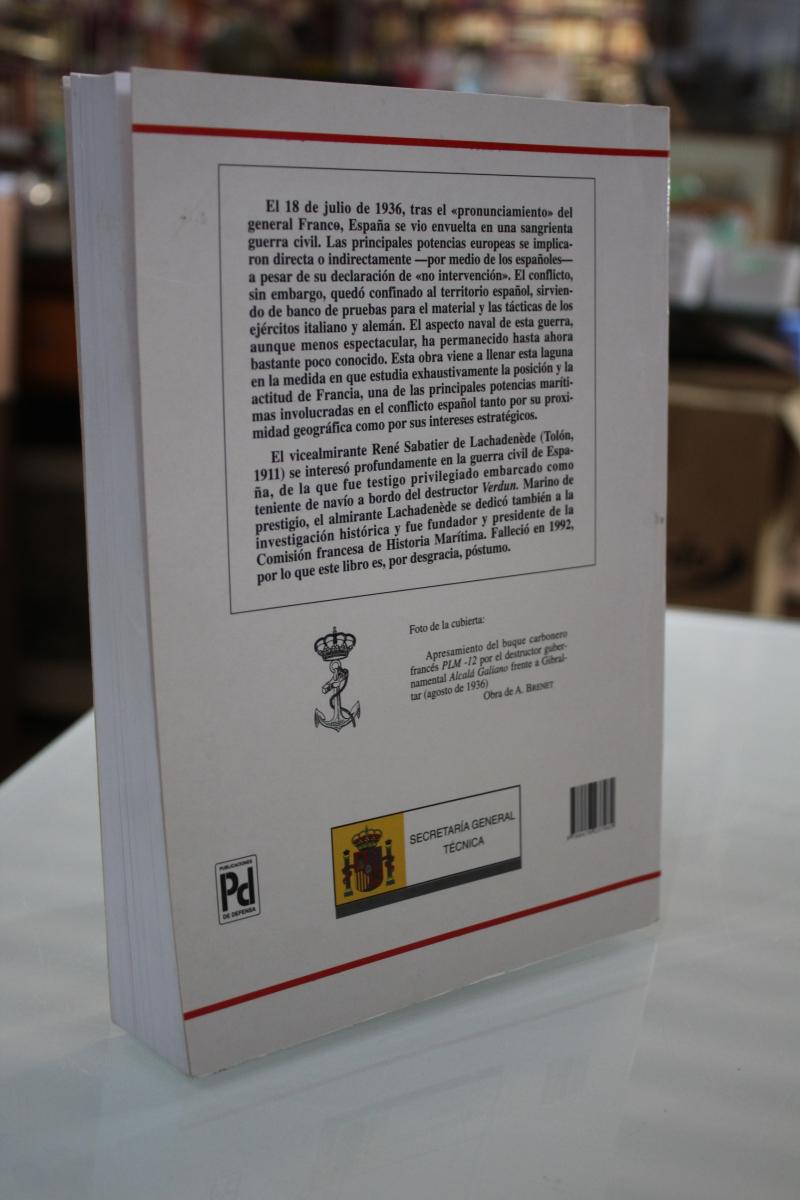 El 18 de julio de 1936, tras el «pronunciamiento» del
general Franco, España se vio envuelta en una sangrienta
guerra civil. Las principales potencias europeas se implica-
ron directa o indirectamente —por medio de los españoles—
a pesar de su declaración de «no intervención». El conflicto,
sin embargo, quedó confinado al territorio español, sirvien-
do de banco de pruebas para el material y las tácticas de los
ejércitos italiano y alemán. El aspecto naval de esta guerra,
aunque menos espectacular, ha permanecido hasta ahora
bastante poco conocido. Esta obra viene a llenar esta laguna
en la medida en que estudia exhaustivamente la posición y la
actitud de Francia, una de las principales potencias maríti-
mas involucradas en el conflicto español tanto por su proxi-
midad geográfica como por sus intereses estratégicos.
El vicealmirante René Sabatier de Lachadenède (Tolón,
1911) se interesó profundamente en la guerra civil de Espa-
ña, de la que fue testigo privilegiado embarcado como
teniente de navío a bordo del destructor Verdun. Marino de
prestigio, el almirante Lachadenède se dedicó también a la
investigación histórica y fue fundador y presidente de la
Comisión francesa de Historia Marítima. Falleció en 1992,
por lo que este libro es, por desgracia, póstumo.
Foto de la cubierta:
Apresamiento del buque carbonero
francés PLM -12 por el destructor guber-
namental Alcalá Galiano frente a Gibral-
tar (agosto de 1936)
Obra de A. BRENET
SECRETARÍA GENERAL
TÉCNICA
PUBLICACIONES
Pd
DE DEFENSA